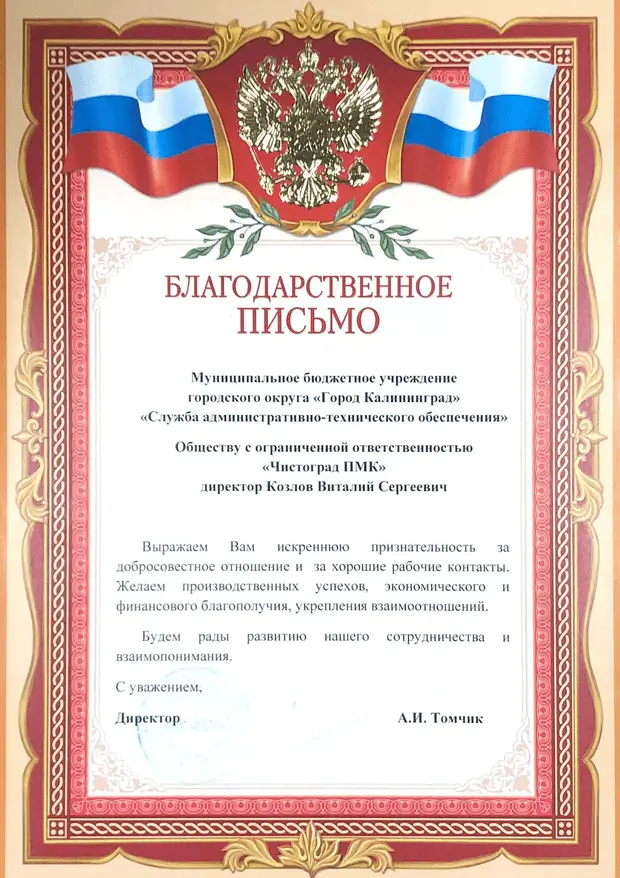 БЛАГОДАРСТВЕННОЕ
ПИСЬМО
Муниципальное бюджетное учреждение
городского округа «Город Калининград»
«Служба административно-технического обеспечения»
Обществу с ограниченной ответственностью
«Чистоград ПМК»
директор Козлов Виталий Сергеевич
Выражаем Вам искреннюю признательность за
добросовестное отношение и за хорошие рабочие контакты.
Желаем производственных успехов, экономического и
финансового благополучия, укрепления взаимоотношений.
Будем рады развитию нашего сотрудничества и
взаимопонимания.
С уважением,
Директор А.И. Томчик